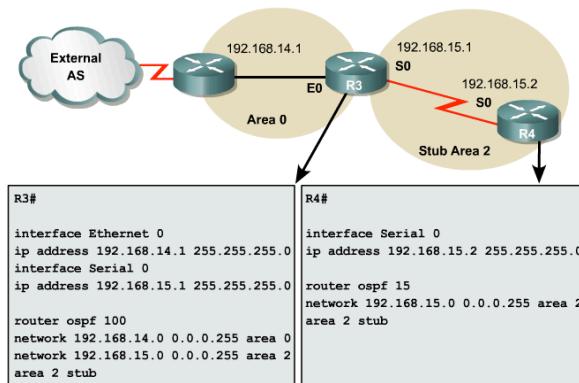 External
AS
192.168.14.1
E0
R3
Area 0
192.168.15.1
S0
192.168.15.2
S0
R4
Stub Area 2
R3#
interface Ethernet 0
ip address 192.168.14.1 255.255.255.0
interface Serial 0
ip address 192.168.15.1 255.255.255.0
router ospf 100
network 192.168.14.0 0.0.0.255 area 0
network 192.168.15.0 0.0.0.255 area 2
area 2 stub
R4#
interface Serial 0
ip address 192.168.15.2 255.255.255.0
router ospf 15
network 192.168.15.0 0.0.0.255 area 2
area 2 stub